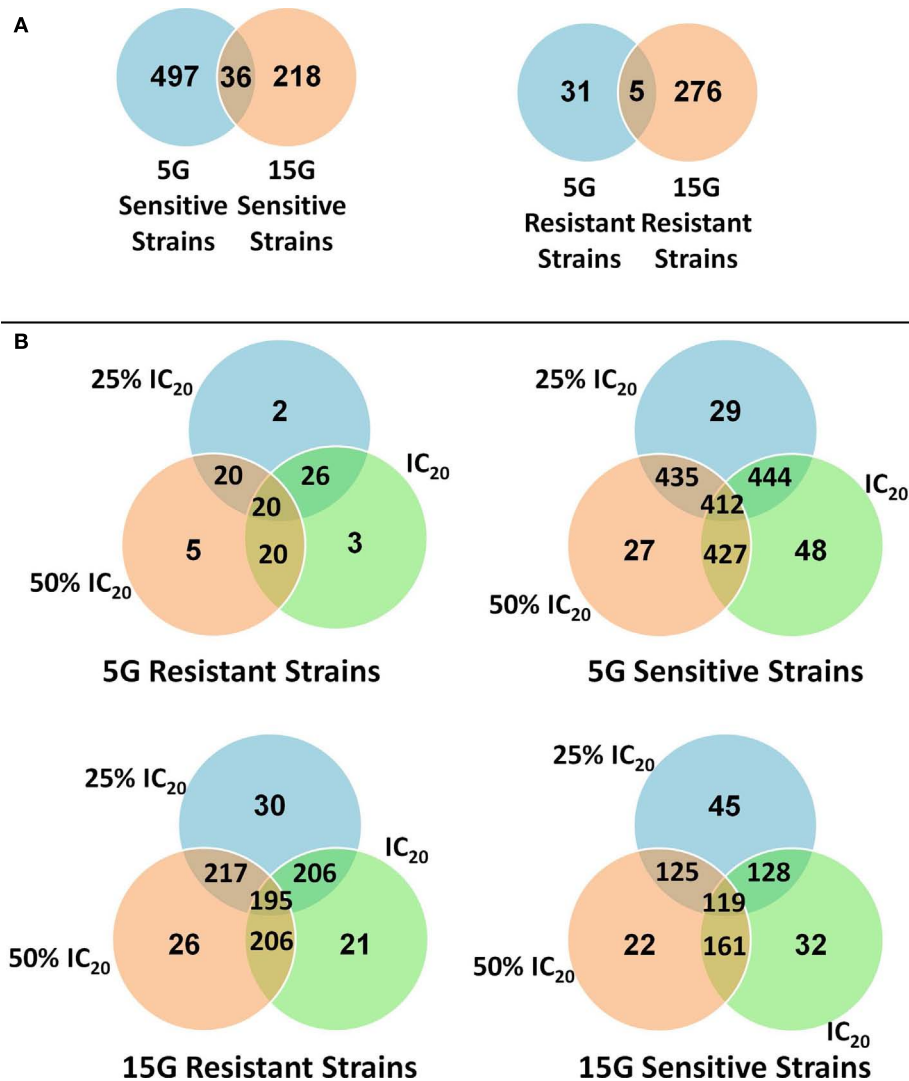 A
497 36 218
5G Sensitive Strains
15G Sensitive Strains
31 5 276
5G Resistant Strains
15G Resistant Strains
B
25% IC20
2
20 26
IC20
20
5 20 3
50% IC20
5G Resistant Strains
25% IC20
29
435 444
IC20
412
27 427 48
50% IC20
5G Sensitive Strains
25% IC20
30
IC20
217 206
195
26 206 21
50% IC20
15G Resistant Strains
25% IC20
45
125 128
119
22 161 32
50% IC20
IC20
15G Sensitive Strains